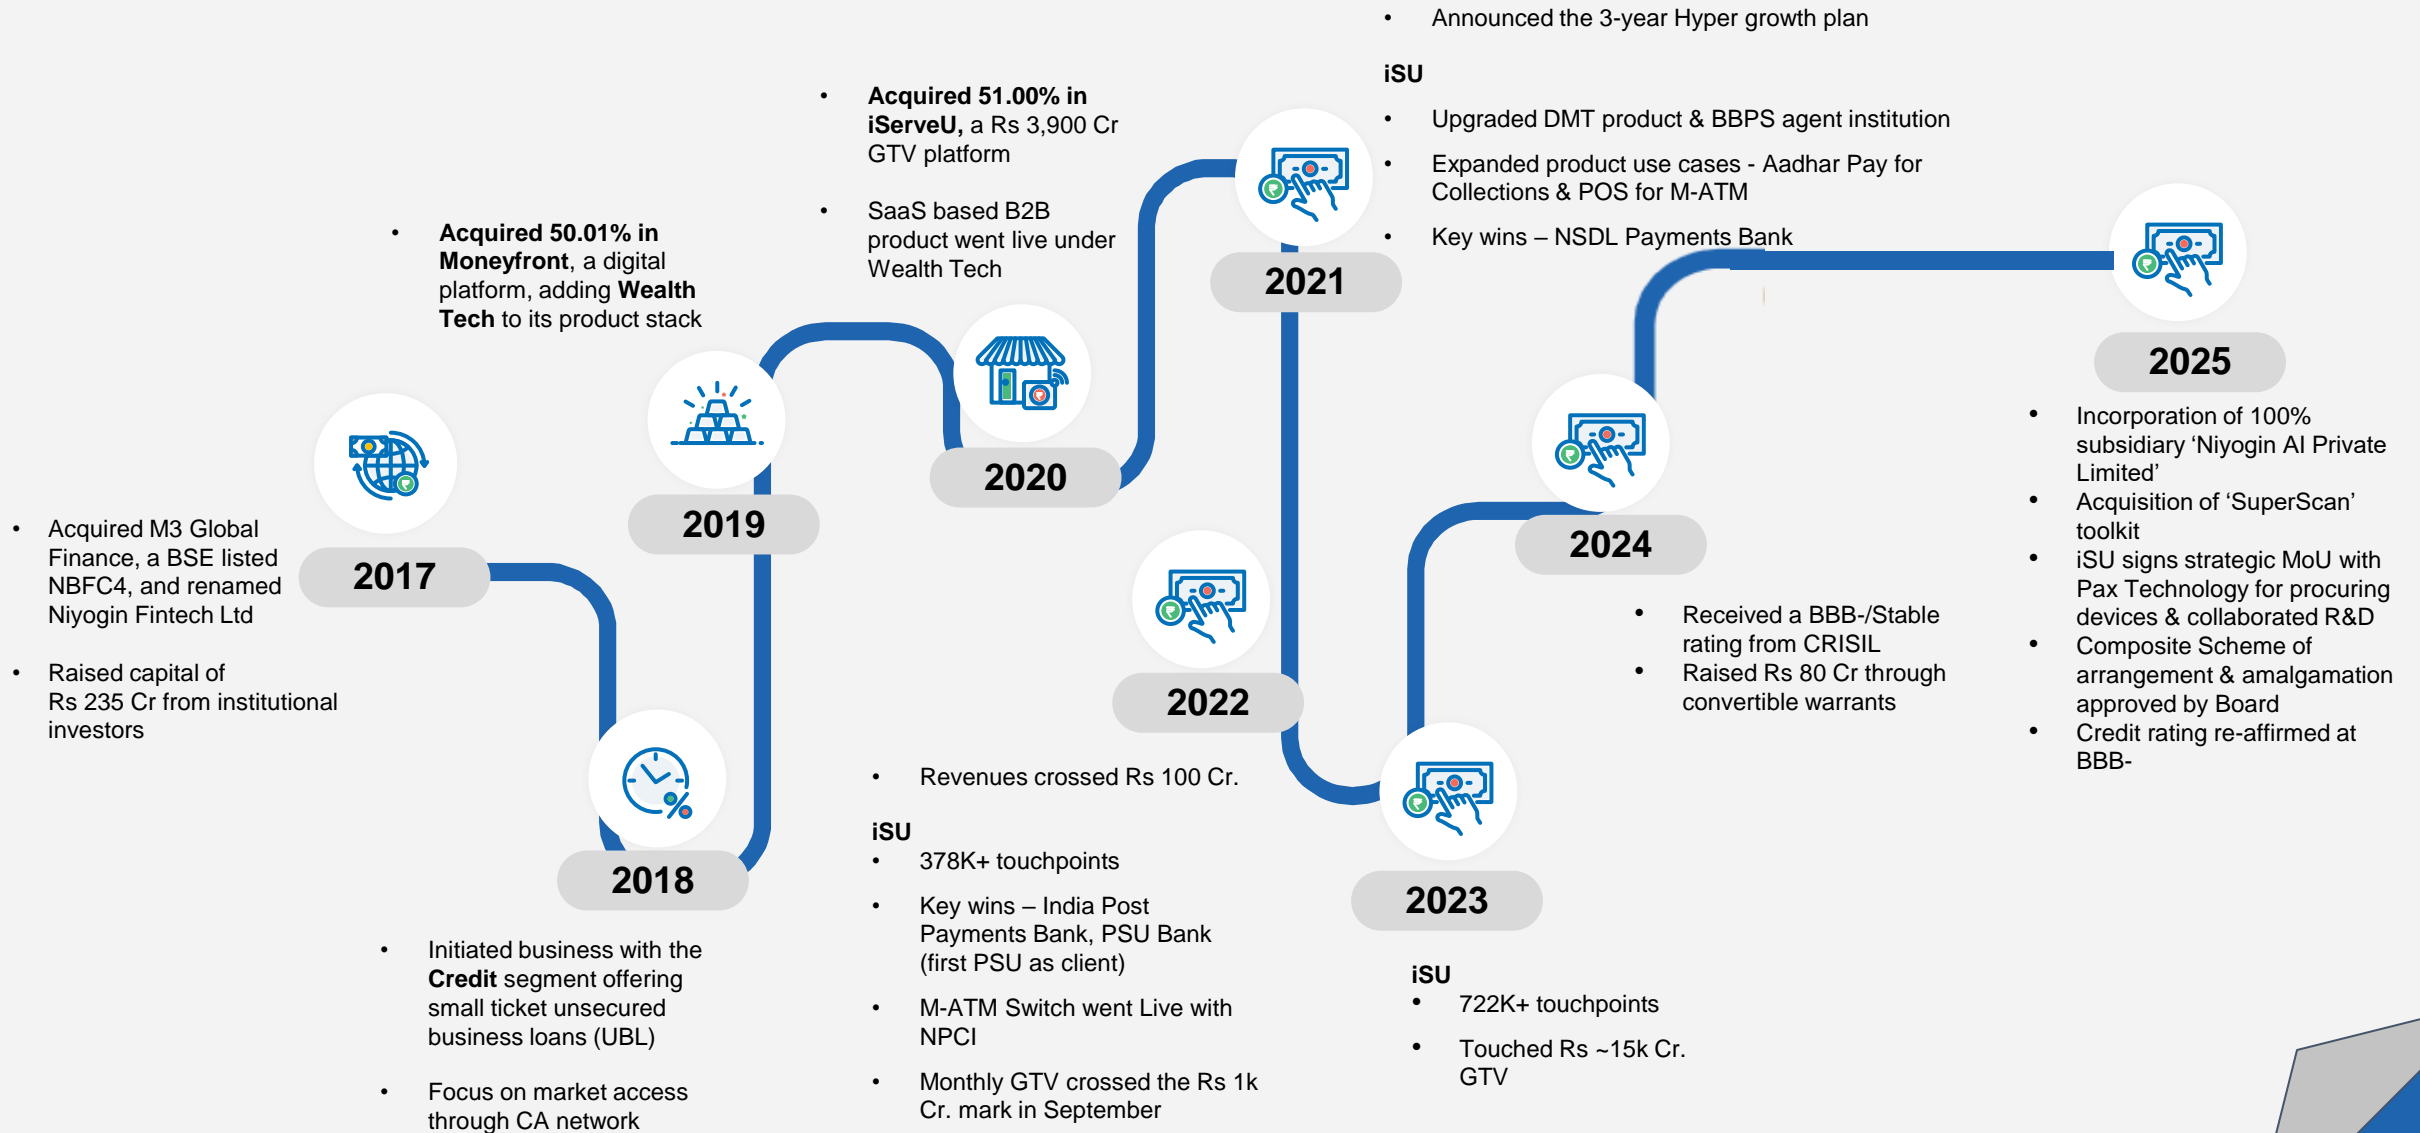 2017
• Acquired M3 Global
Finance, a BSE listed
NBFC4, and renamed
Niyogin Fintech Ltd
• Raised capital of
Rs 235 Cr from institutional
investors
2018
• Initiated business with the
Credit segment offering
small ticket unsecured
business loans (UBL)
• Focus on market access
through CA network
• Acquired 50.01% in
Moneyfront, a digital
platform, adding Wealth
Tech to its product stack
2019
• Acquired 51.00% in
iServeU, a Rs 3,900 Cr
GTV platform
• SaaS based B2B
product went live under
Wealth Tech
2020
2021
• Announced the 3-year Hyper growth plan
iSU
• Upgraded DMT product & BBPS agent institution
• Expanded product use cases - Aadhar Pay for
Collections & POS for M-ATM
• Key wins – NSDL Payments Bank
2022
• Revenues crossed Rs 100 Cr.
iSU
• 378K+ touchpoints
• Key wins – India Post
Payments Bank, PSU Bank
(first PSU as client)
• M-ATM Switch went Live with
NPCI
• Monthly GTV crossed the Rs 1k
Cr. mark in September
2023
iSU
• 722K+ touchpoints
• Touched Rs ~15k Cr.
GTV
2024
• Received a BBB-/Stable
rating from CRISIL
• Raised Rs 80 Cr through
convertible warrants
2025
• Incorporation of 100%
subsidiary ‘Niyogin AI Private
Limited’
• Acquisition of ‘SuperScan’
toolkit
• iSU signs strategic MoU with
Pax Technology for procuring
devices & collaborated R&D
• Composite Scheme of
arrangement & amalgamation
approved by Board
• Credit rating re-affirmed at
BBB-